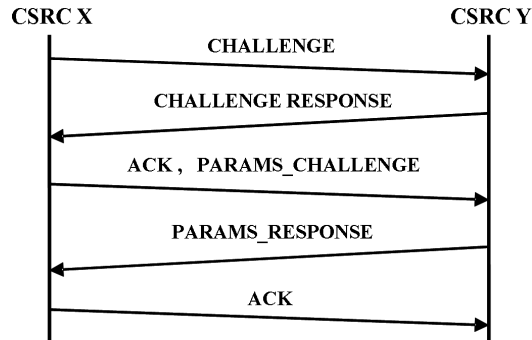 CSRC X CSRC Y
CHALLENGE
CHALLENGE RESPONSE
ACK , PARAMS_CHALLENGE
PARAMS_RESPONSE
ACK